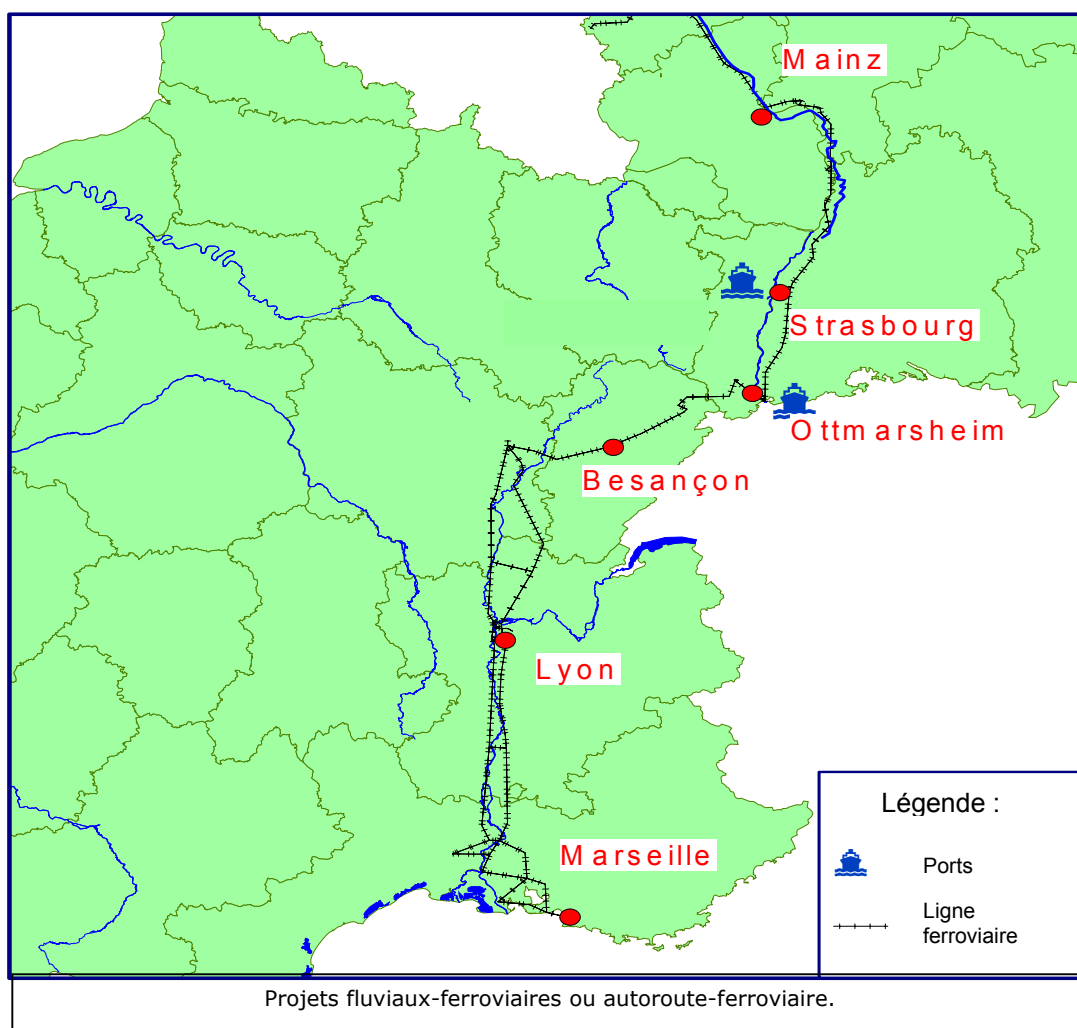 Mainz
Strasbourg
Ottmarsheim
Besançon
Lyon
Marseille
Légende :
Ports
Ligne
ferroviaire
Projets fluviaux-ferroviaires ou autoroute-ferroviaire.